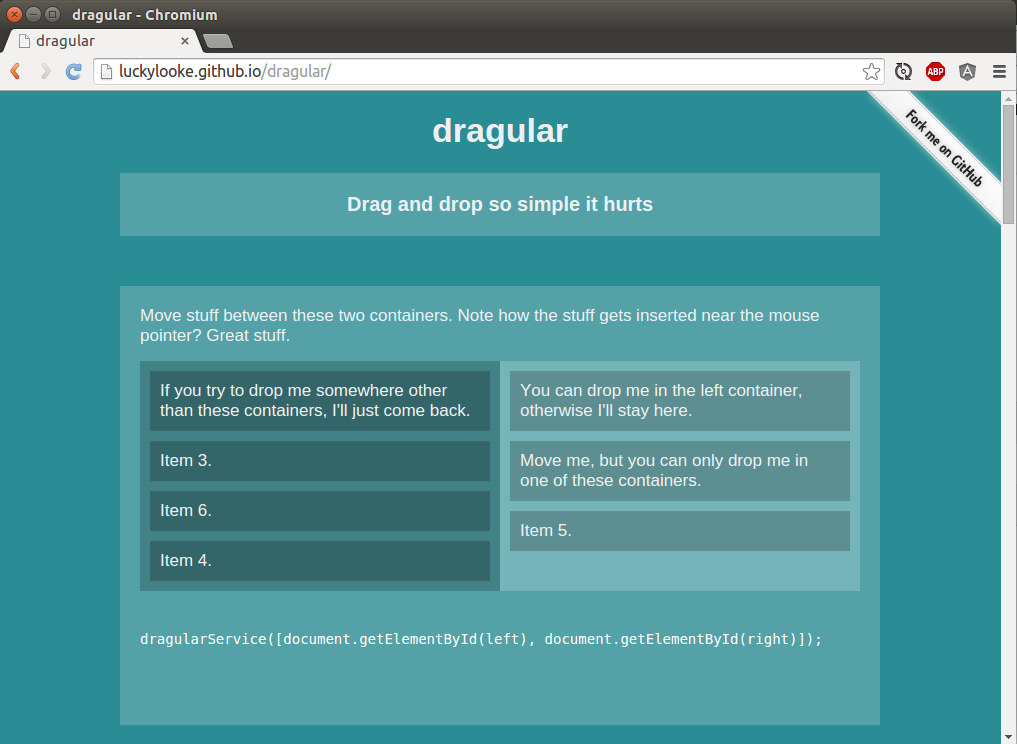 dragular - Chromium
dragular
luckylooke.github.io/dragular/
ABP
A
Fork me on GitHub
dragular
Drag and drop so simple it hurts
Move stuff between these two containers. Note how the stuff gets inserted near the mouse
pointer? Great stuff.
If you try to drop me somewhere other
than these containers, I'll just come back.
Item 3.
Item 6.
Item 4.
You can drop me in the left container,
otherwise I'll stay here.
Move me, but you can only drop me in
one of these containers.
Item 5.
dragularService([document.getElementById(left), document.getElementById(right)]);